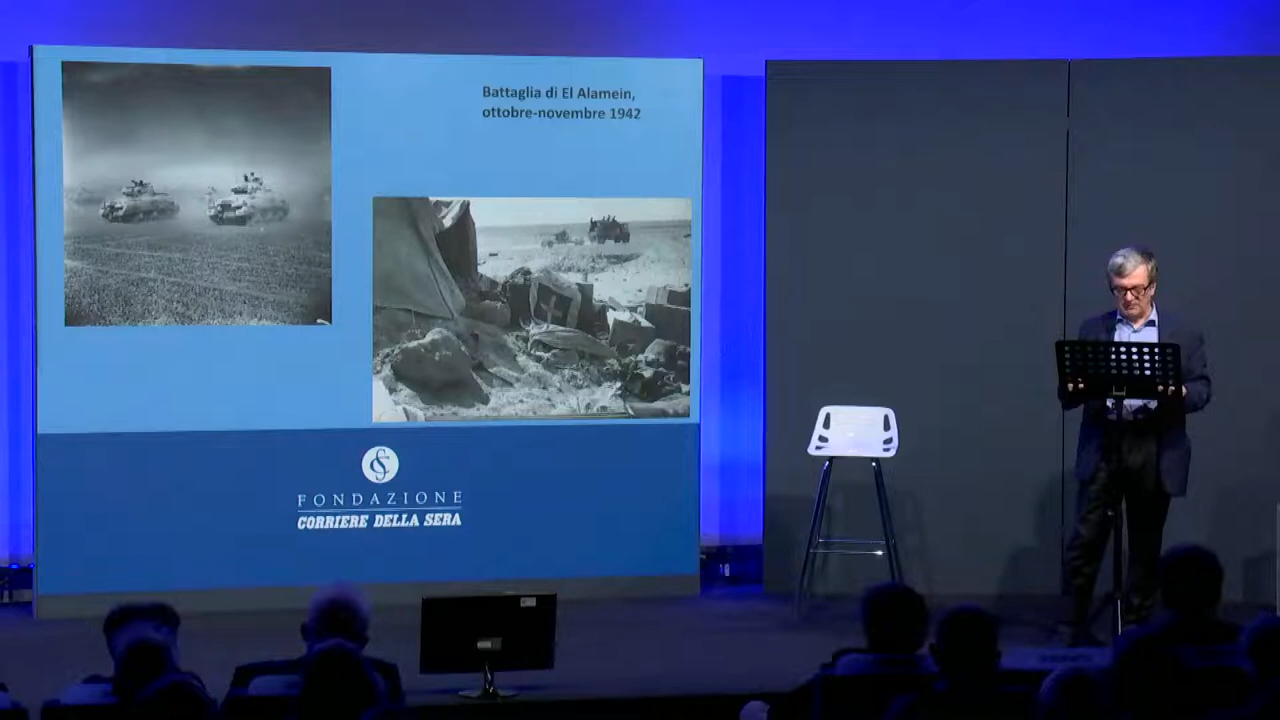 Battaglia di El Alamein,
ottobre-novembre 1942
FONDAZIONE
CORRIERE DELLA SERA